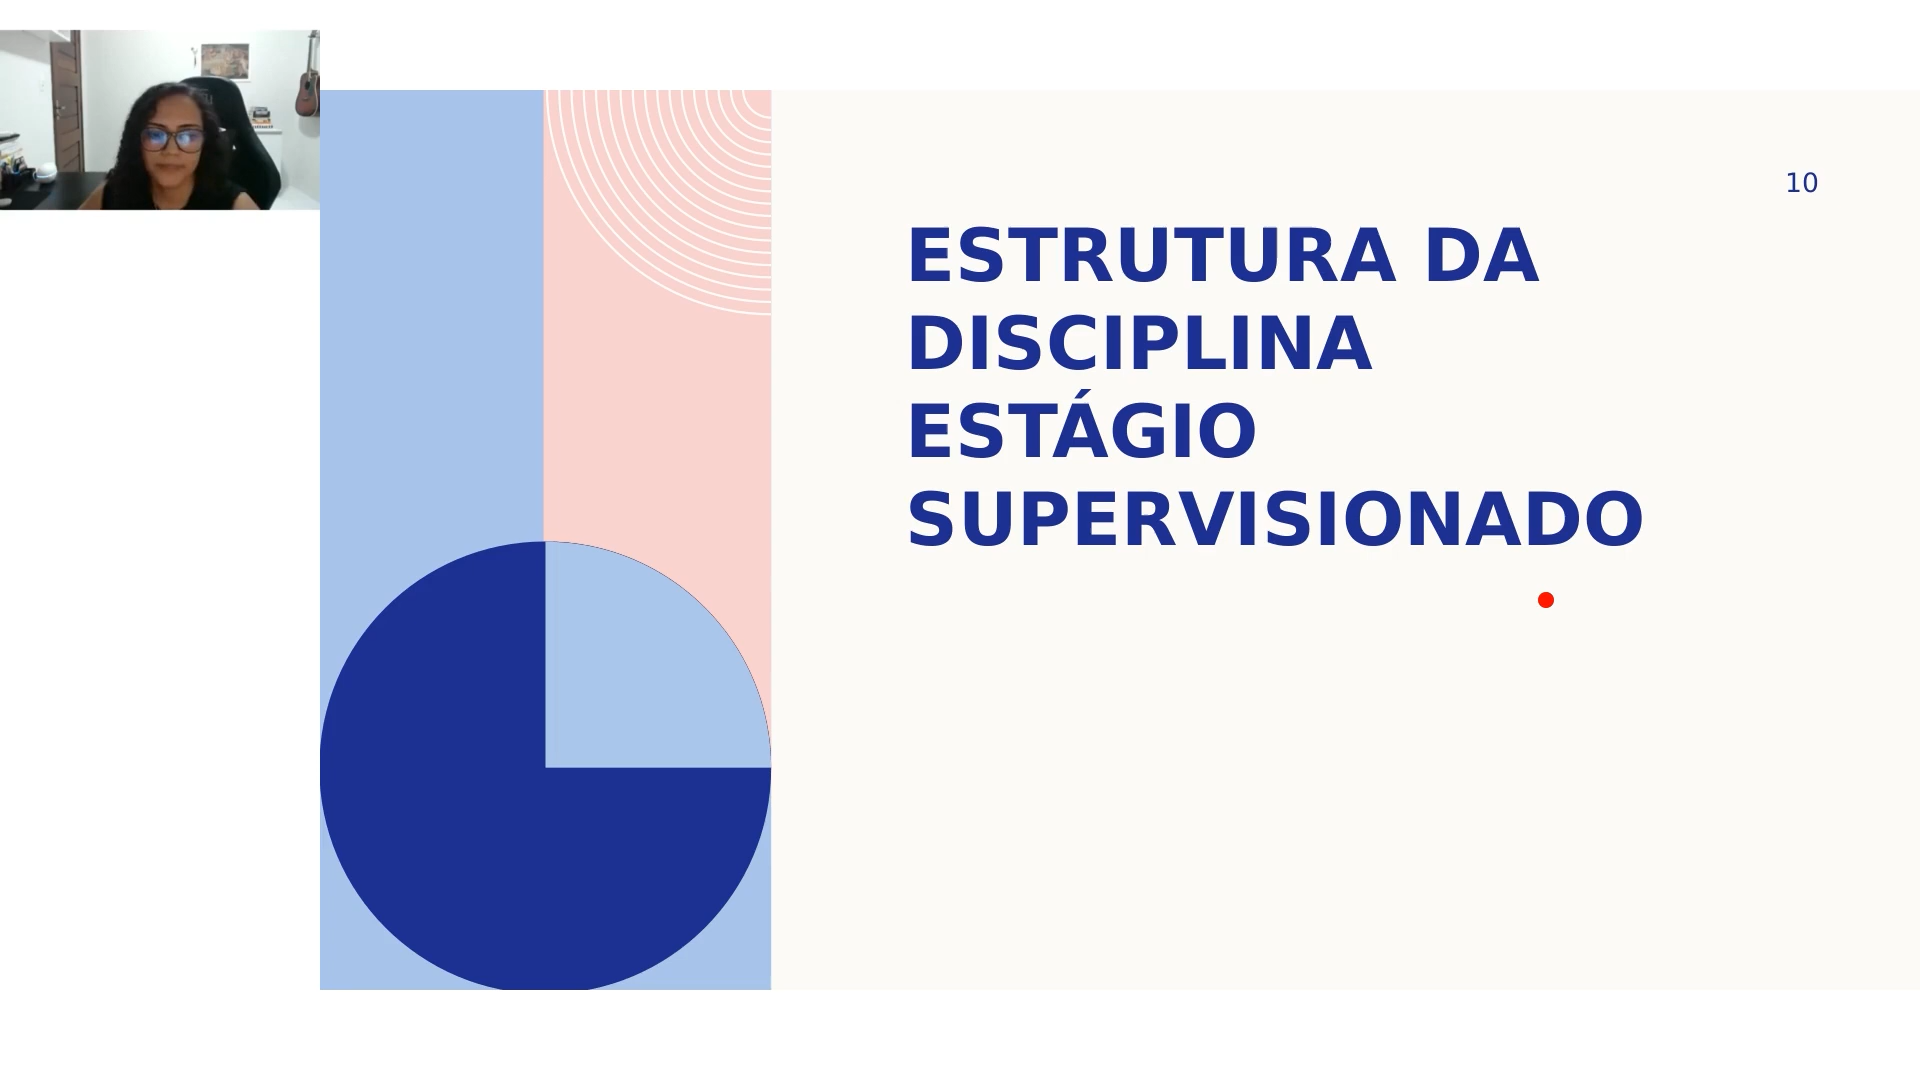 10
ESTRUTURA DA
DISCIPLINA
ESTÁGIO
SUPERVISIONADO